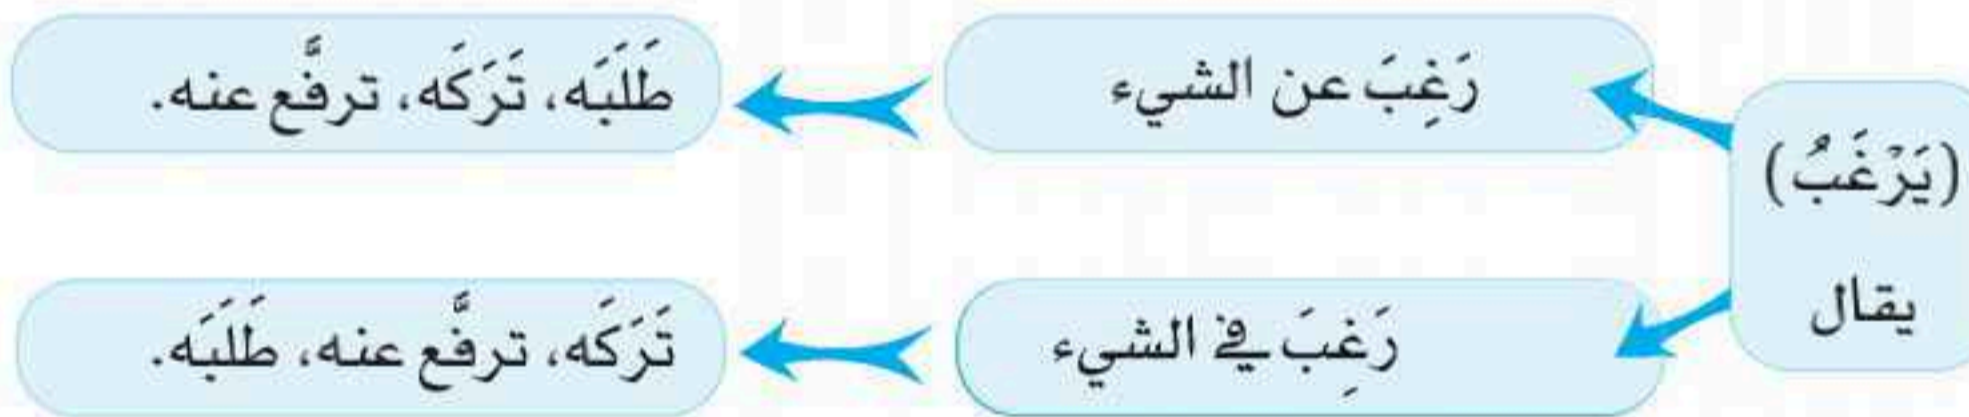 (يَرْغَبُ)
يقال
رَغِبَ عن الشيء
طَلَبَه، تَرَكَه، ترفَّع عنه.
رَغِبَ في الشيء
تَرَكَه، ترفَّع عنه، طَلَبَه.